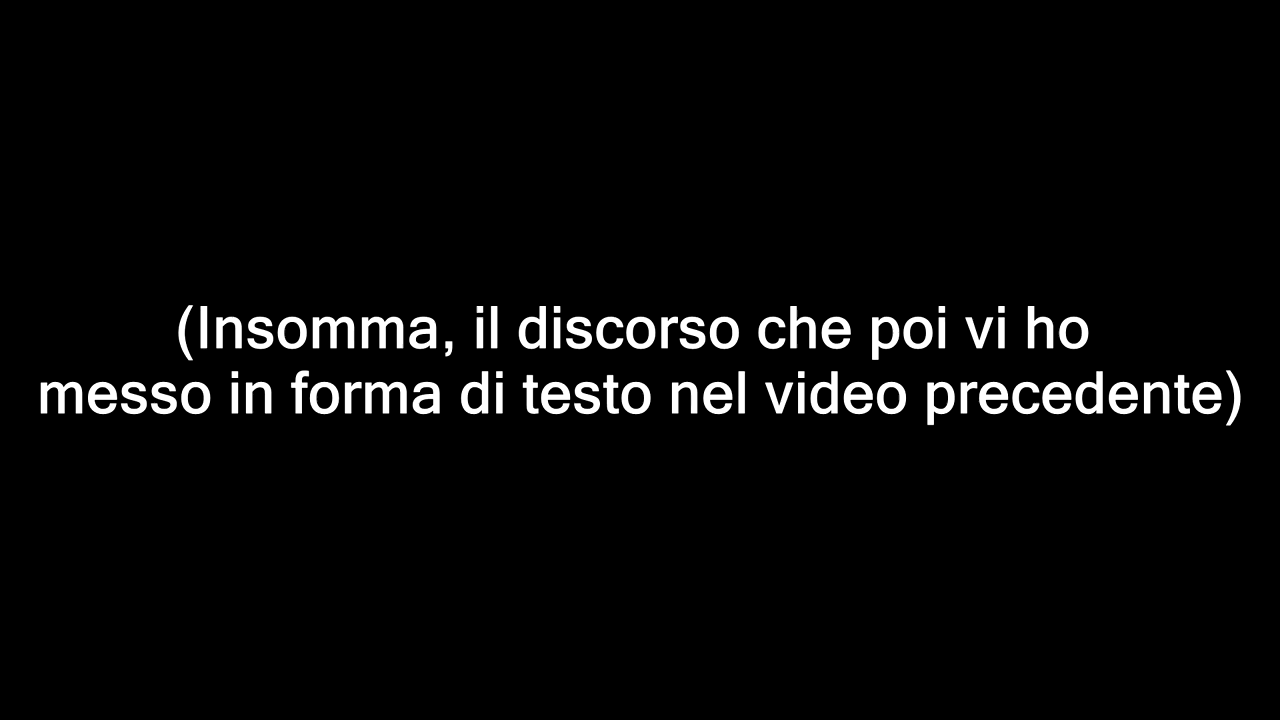 (Insomma, il discorso che poi vi ho
messo in forma di testo nel video precedente)